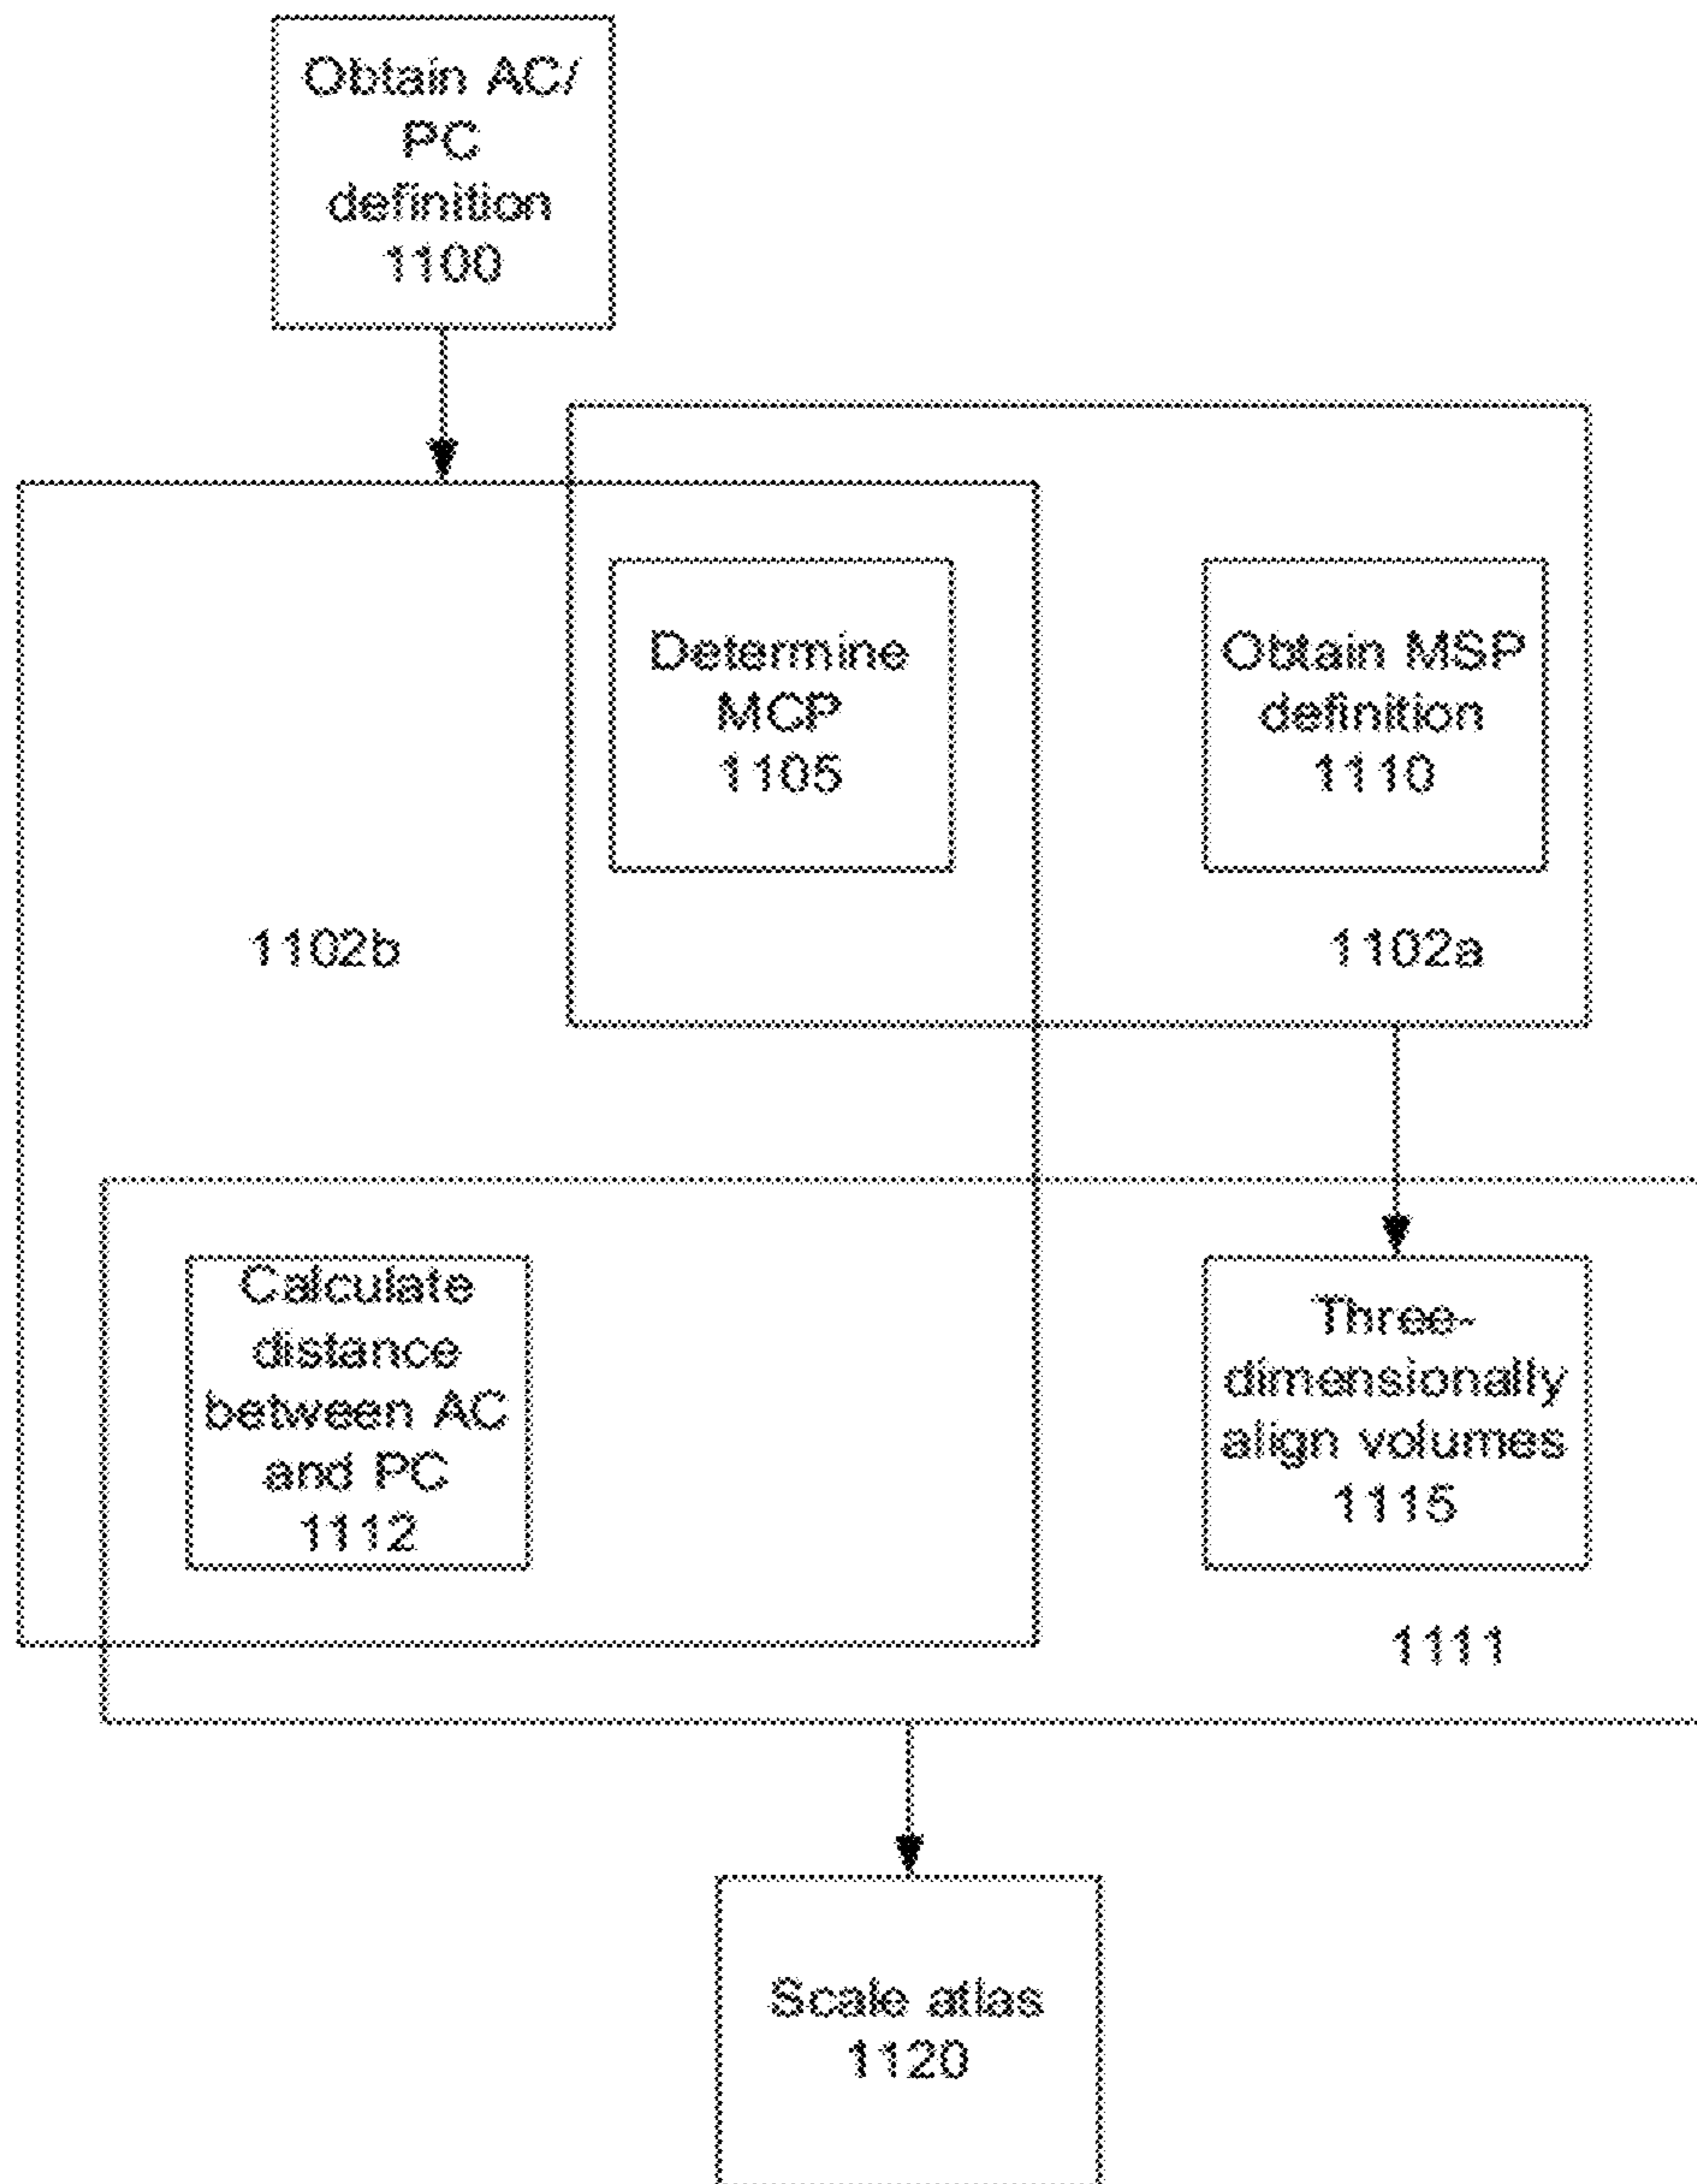 Obtain AC/
PC
definition
1100
Determine
MCP
1105
Obtain MSP
definition
1110
1102b
1102a
Calculate
distance
between AC
and PC
1112
Three-
dimensionally
align volumes
1115
1111
Scale atlas
1120